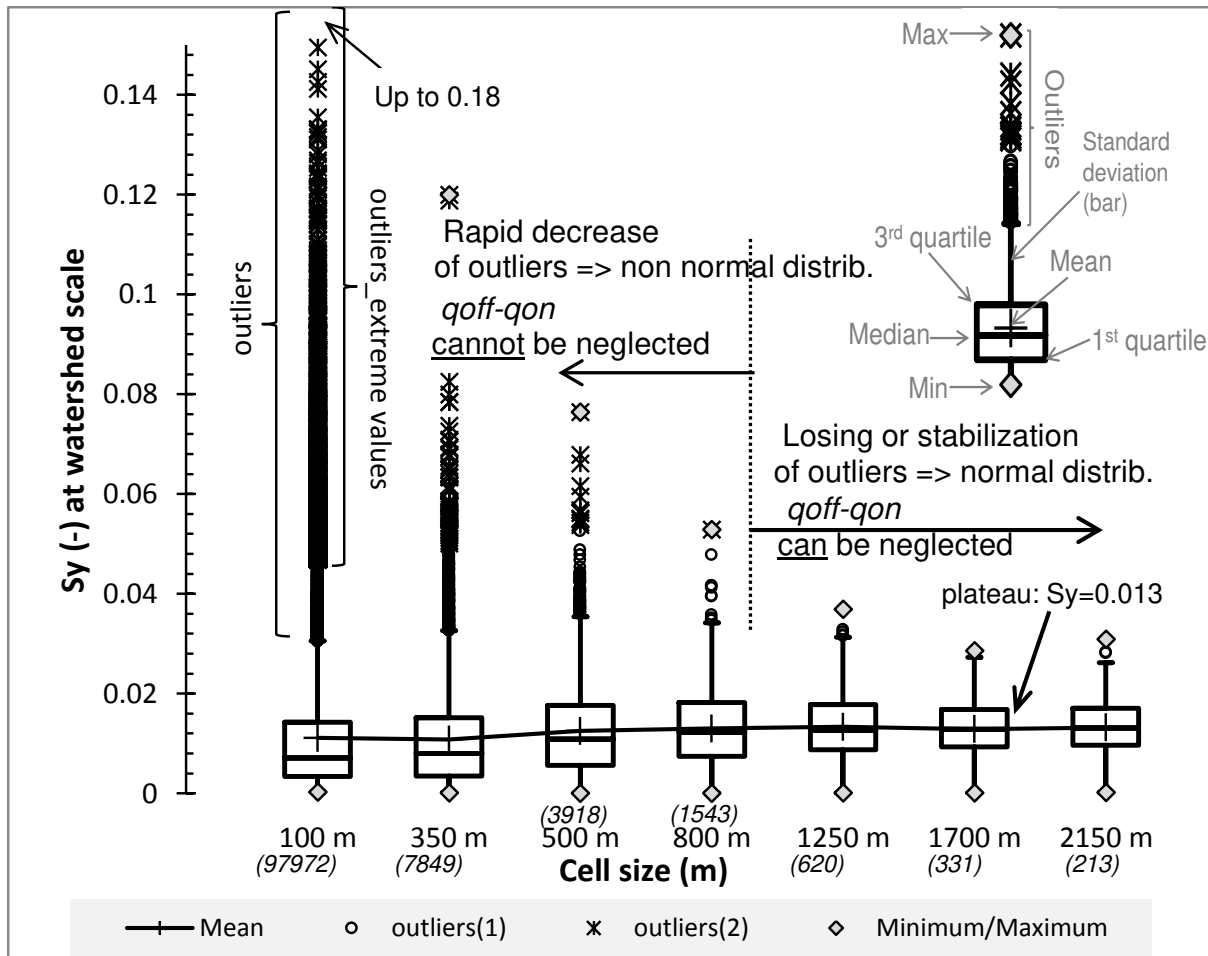 Sy (-) at watershed scale
0.14
0.12
0.1
0.08
0.06
0.04
0.02
0
outliers
outliers_extreme values
Up to 0.18
Rapid decrease
of outliers => non normal distrib.
qoff-qon
cannot be neglected
Max
Outliers
Standard
deviation
(bar)
3rd quartile
Mean
Median
1st quartile
Min
Losing or stabilization
of outliers => normal distrib.
qoff-qon
can be neglected
plateau: Sy=0.013
(3918) (1543)
100 m 350 m 500 m 800 m 1250 m 1700 m 2150 m
(97972) (7849) (620) (331) (213)
Cell size (m)
Mean outliers(1) outliers(2) Minimum/Maximum